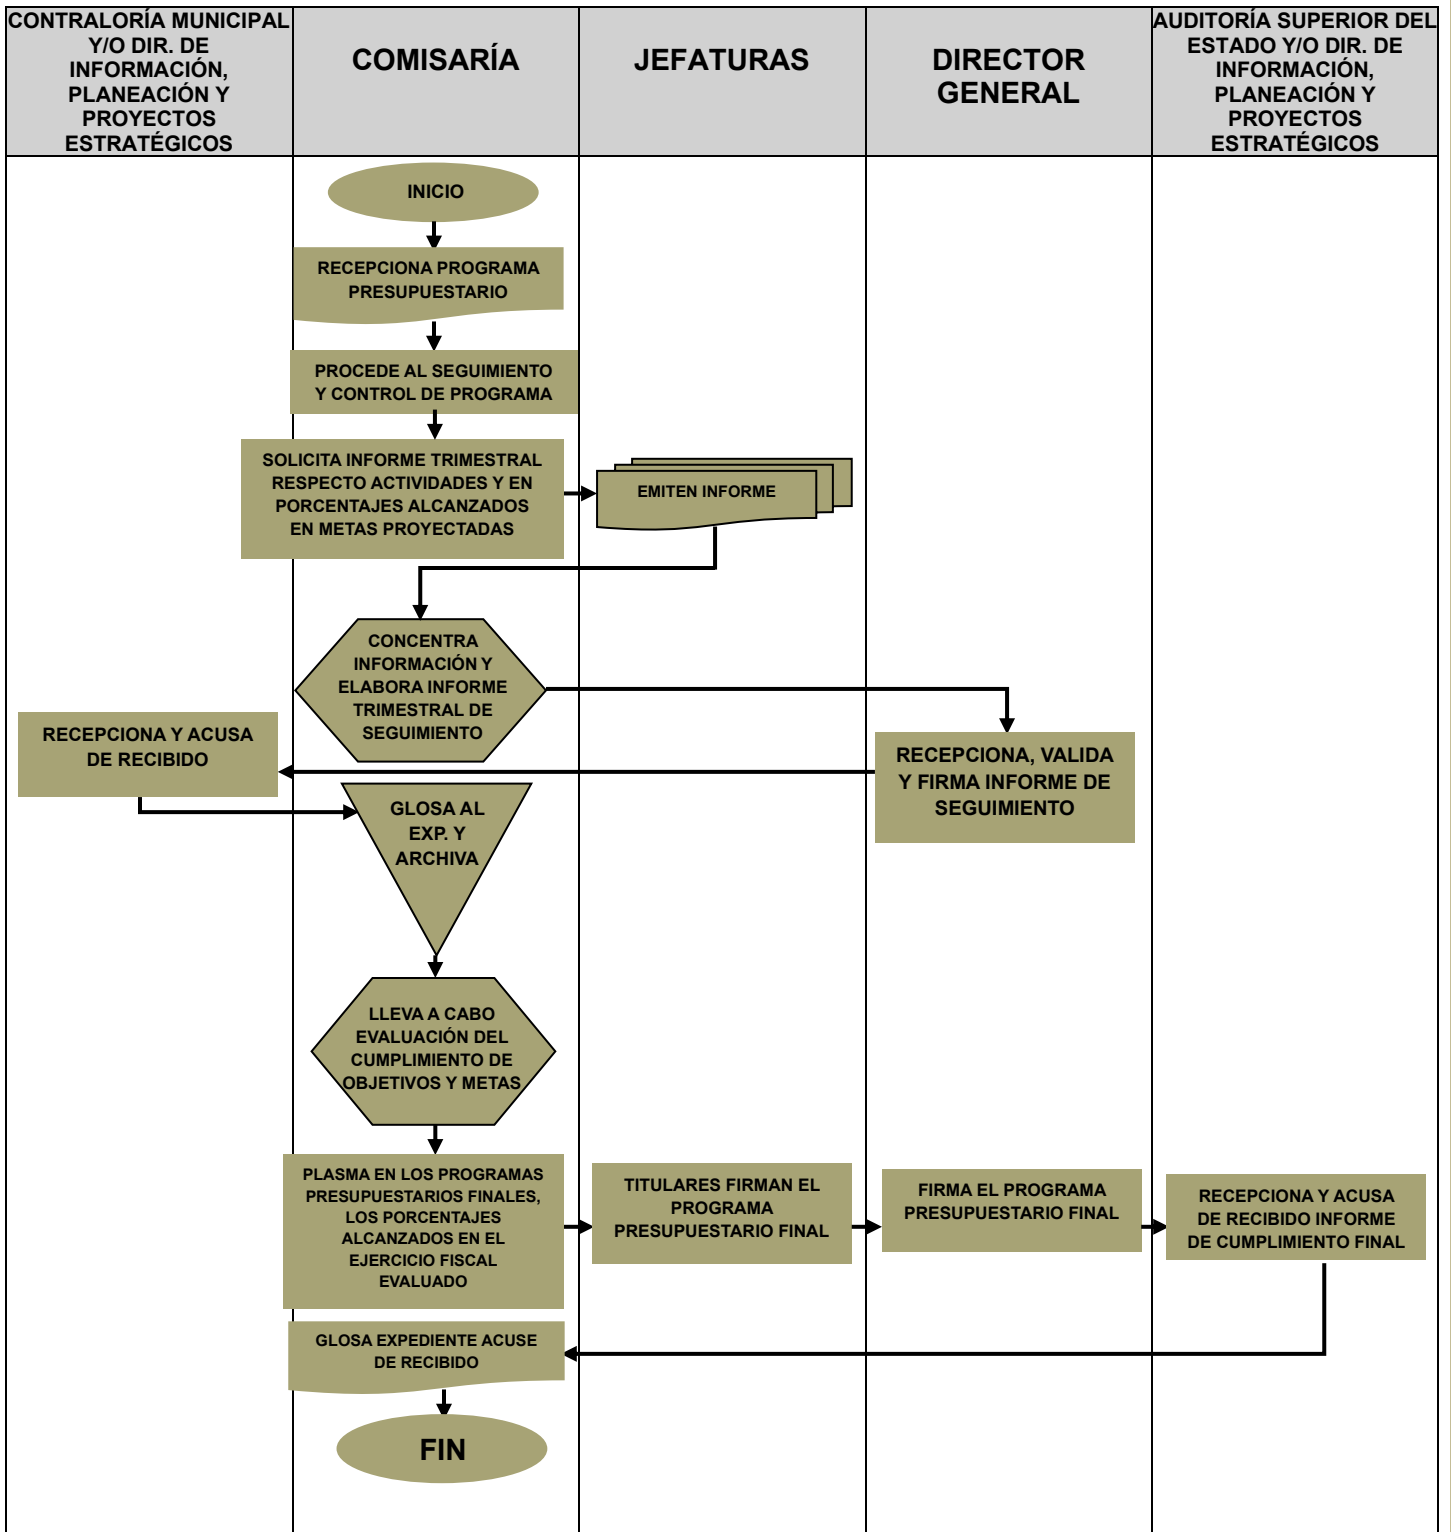 CONTRALORÍA MUNICIPAL
Y/O DIR. DE
INFORMACIÓN,
PLANEACIÓN Y
PROYECTOS
ESTRATÉGICOS
COMISARÍA
JEFATURAS
DIRECTOR
GENERAL
AUDITORÍA SUPERIOR DEL
ESTADO Y/O DIR. DE
INFORMACIÓN,
PLANEACIÓN Y
PROYECTOS
ESTRATÉGICOS
INICIO
RECEPCIONA PROGRAMA
PRESUPUESTARIO
PROCEDE AL SEGUIMIENTO
Y CONTROL DE PROGRAMA
SOLICITA INFORME TRIMESTRAL
RESPECTO ACTIVIDADES Y EN
PORCENTAJES ALCANZADOS
EN METAS PROYECTADAS
EMITEN INFORME
CONCENTRA
INFORMACIÓN Y
ELABORA INFORME
TRIMESTRAL DE
SEGUIMIENTO
RECEPCIONA, VALIDA
Y FIRMA INFORME DE
SEGUIMIENTO
RECEPCIONA Y ACUSA
DE RECIBIDO
GLOSA AL
EXP. Y
ARCHIVA
LLEVA A CABO
EVALUACIÓN DEL
CUMPLIMIENTO DE
OBJETIVOS Y METAS
PLASMA EN LOS PROGRAMAS
PRESUPUESTARIOS FINALES,
LOS PORCENTAJES
ALCANZADOS EN EL
EJERCICIO FISCAL
EVALUADO
TITULARES FIRMAN EL
PROGRAMA
PRESUPUESTARIO FINAL
FIRMA EL PROGRAMA
PRESUPUESTARIO FINAL
RECEPCIONA Y ACUSA
DE RECIBIDO INFORME
DE CUMPLIMIENTO FINAL
GLOSA EXPEDIENTE ACUSE
DE RECIBIDO
FIN